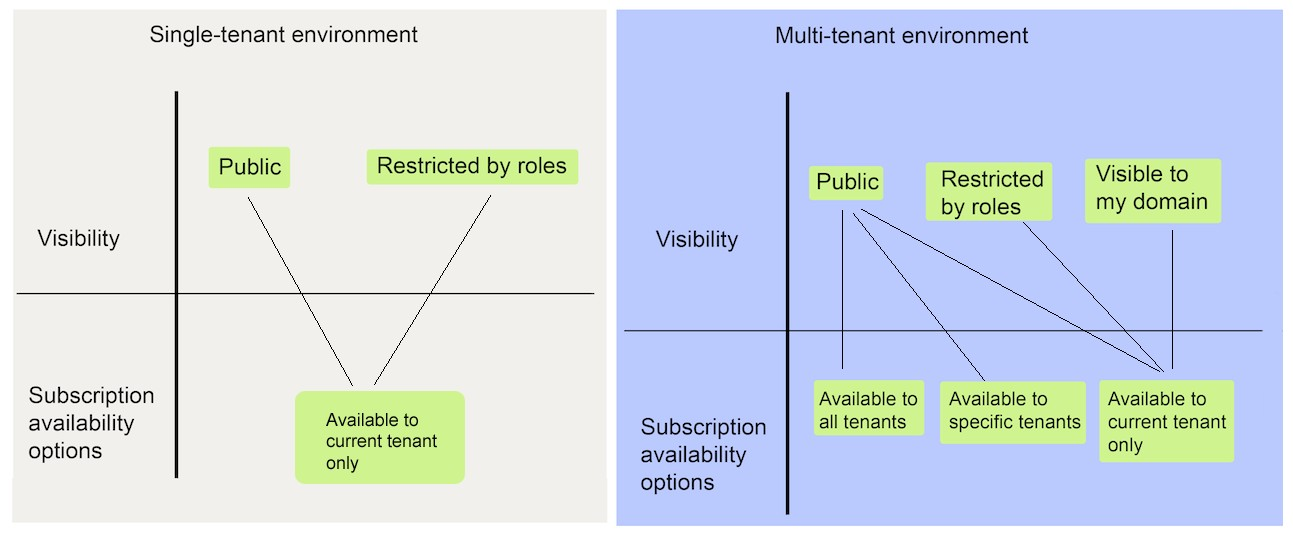 Single-tenant environment
Public
Restricted by roles
Visibility
Subscription
availability
options
Available to
current tenant
only
Multi-tenant environment
Public
Restricted
by roles
Visible to
my domain
Visibility
Subscription
availability
options
Available to
all tenants
Available to
specific tenants
Available to
current tenant
only